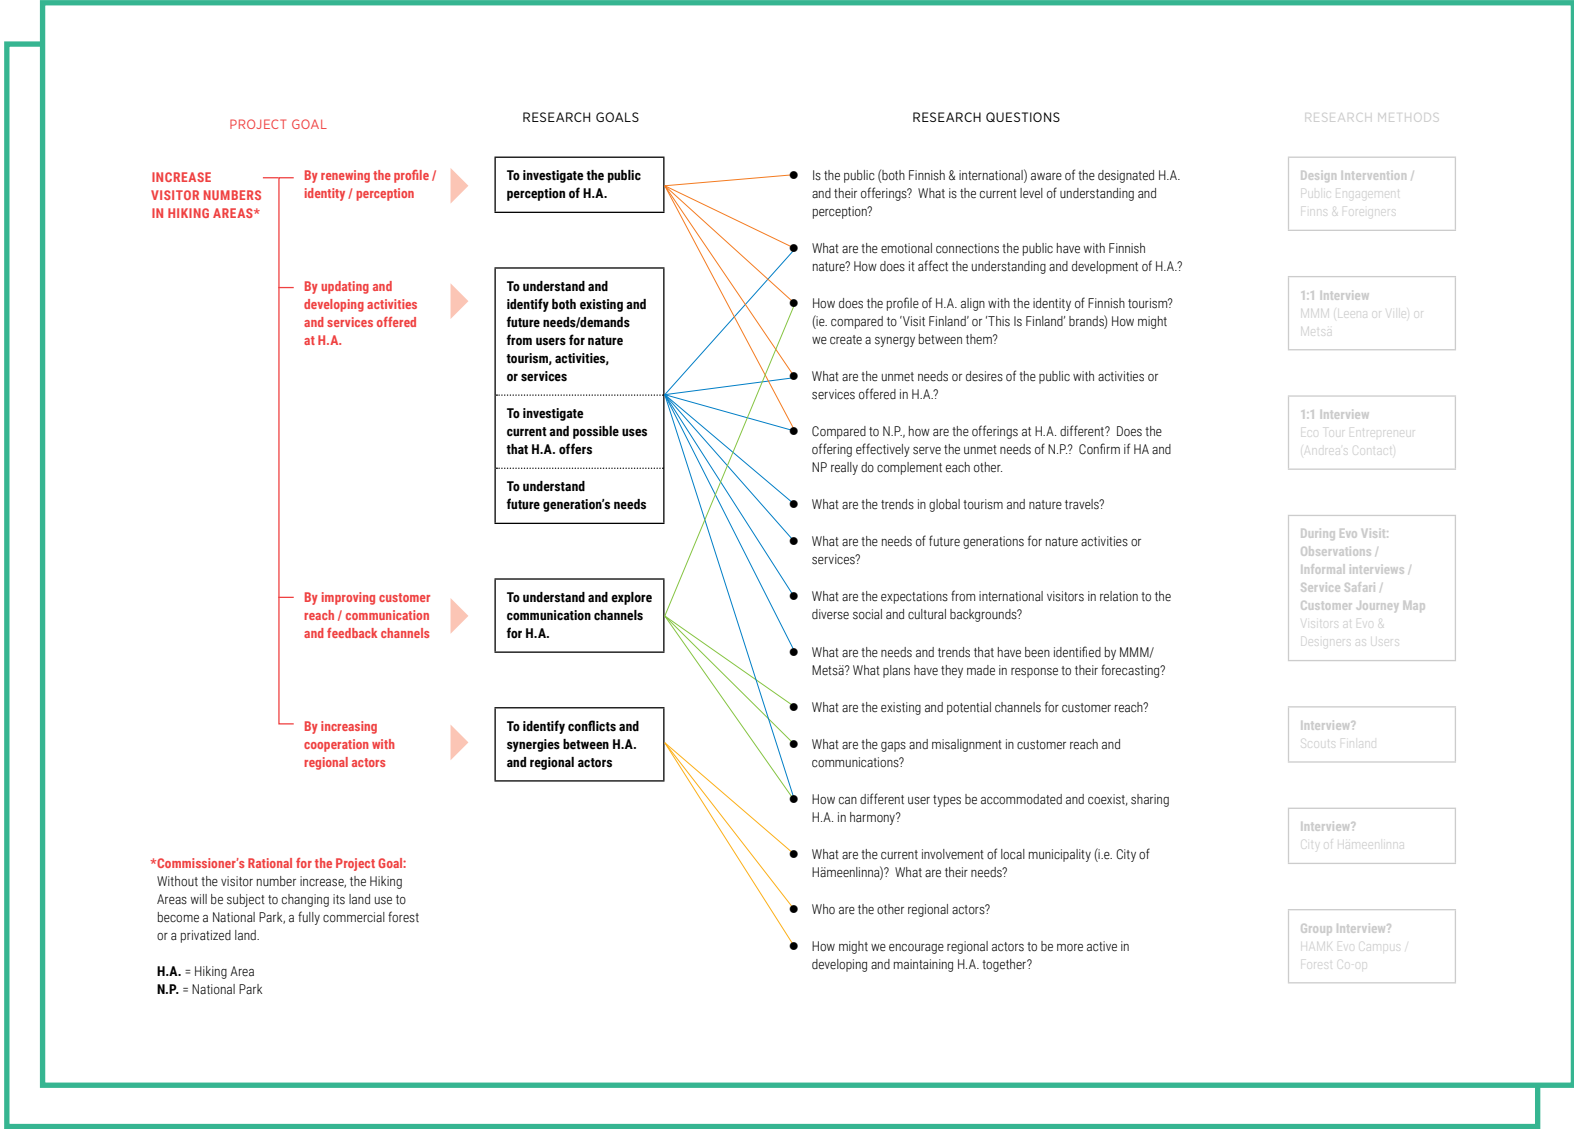 PROJECT GOAL
INCREASE
VISITOR NUMBERS
IN HIKING AREAS*
By renewing the profile /
identity / perception
By updating and
developing activities
and services offered
at H.A.
By improving customer
reach / communication
and feedback channels
By increasing
cooperation with
regional actors
*Commissioner's Rational for the Project Goal:
Without the visitor number increase, the Hiking
Areas will be subject to changing its land use to
become a National Park, a fully commercial forest
or a privatized land.
H.A. = Hiking Area
N.P. = National Park
RESEARCH GOALS
To investigate the public
perception of H.A.
To understand and
identify both existing and
future needs/demands
from users for nature
tourism, activities,
or services
To investigate
current and possible uses
that H.A. offers
To understand
future generation's needs
To understand and explore
communication channels
for H.A.
To identify conflicts and
synergies between H.A.
and regional actors
RESEARCH QUESTIONS
Is the public (both Finnish & international) aware of the designated H.A.
and their offerings? What is the current level of understanding and
perception?
What are the emotional connections the public have with Finnish
nature? How does it affect the understanding and development of H.A.?
How does the profile of H.A. align with the identity of Finnish tourism?
(ie. compared to 'Visit Finland' or 'This Is Finland' brands) How might
we create a synergy between them?
What are the unmet needs or desires of the public with activities or
services offered in H.A.?
Compared to N.P., how are the offerings at H.A. different? Does the
offering effectively serve the unmet needs of N.P.? Confirm if HA and
NP really do complement each other.
What are the trends in global tourism and nature travels?
What are the needs of future generations for nature activities or
services?
What are the expectations from international visitors in relation to the
diverse social and cultural backgrounds?
What are the needs and trends that have been identified by MMM/
Metsä? What plans have they made in response to their forecasting?
What are the existing and potential channels for customer reach?
What are the gaps and misalignment in customer reach and
communications?
How can different user types be accommodated and coexist, sharing
H.A. in harmony?
What are the current involvement of local municipality (i.e. City of
Hämeenlinna)? What are their needs?
Who are the other regional actors?
How might we encourage regional actors to be more active in
developing and maintaining H.A. together?
RESEARCH METHODS
Design Intervention /
Public Engagement
Finns & Foreigners
1:1 Interview
MMM (Leena or Ville) or
Metsä
1:1 Interview
Eco Tour Entrepreneur
(Andrea's Contact)
During Evo Visit:
Observations /
Informal interviews /
Service Safari /
Customer Journey Map
Visitors at Evo &
Designers as Users
Interview?
Scouts Finland
Interview?
City of Hämeenlinna
Group Interview?
HAMK Evo Campus /
Forest Co-op